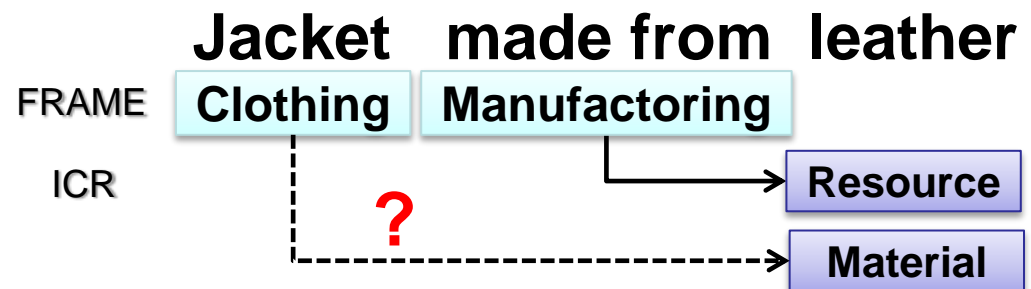 Jacket made from leather
FRAME Clothing Manufactoring
ICR Resource
?
Material